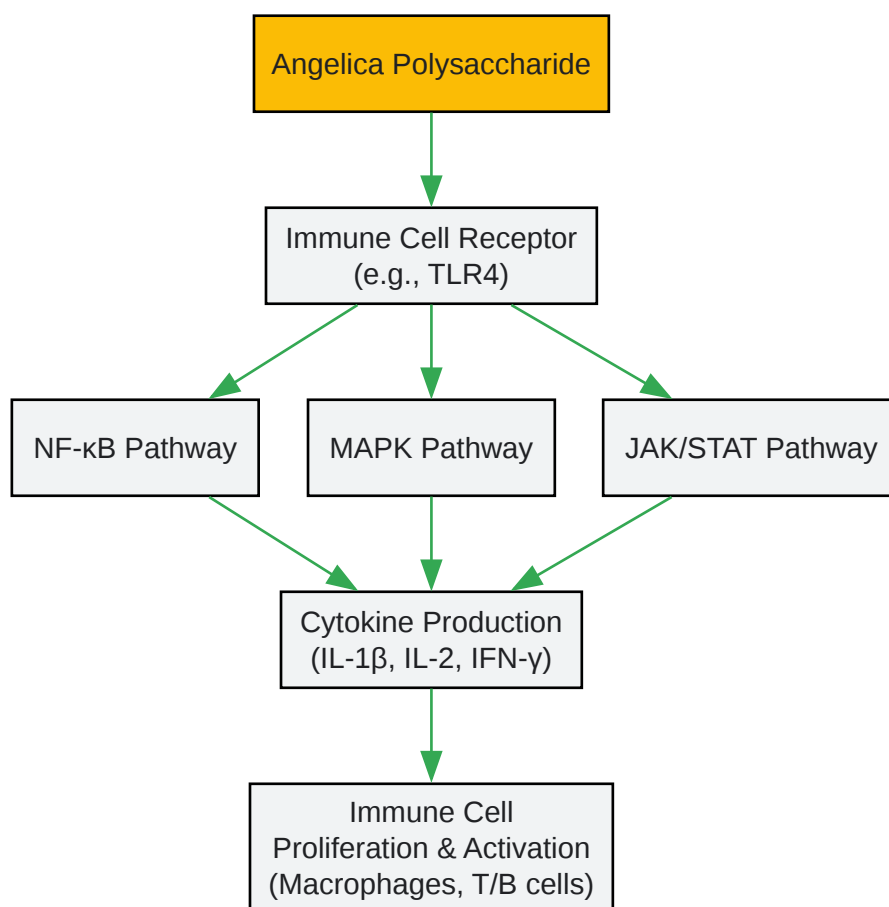 Angelica Polysaccharide
Immune Cell Receptor
(e.g., TLR4)
NF-κB Pathway
MAPK Pathway
JAK/STAT Pathway
Cytokine Production
(IL-1β, IL-2, IFN-γ)
Immune Cell
Proliferation & Activation
(Macrophages, T/B cells)